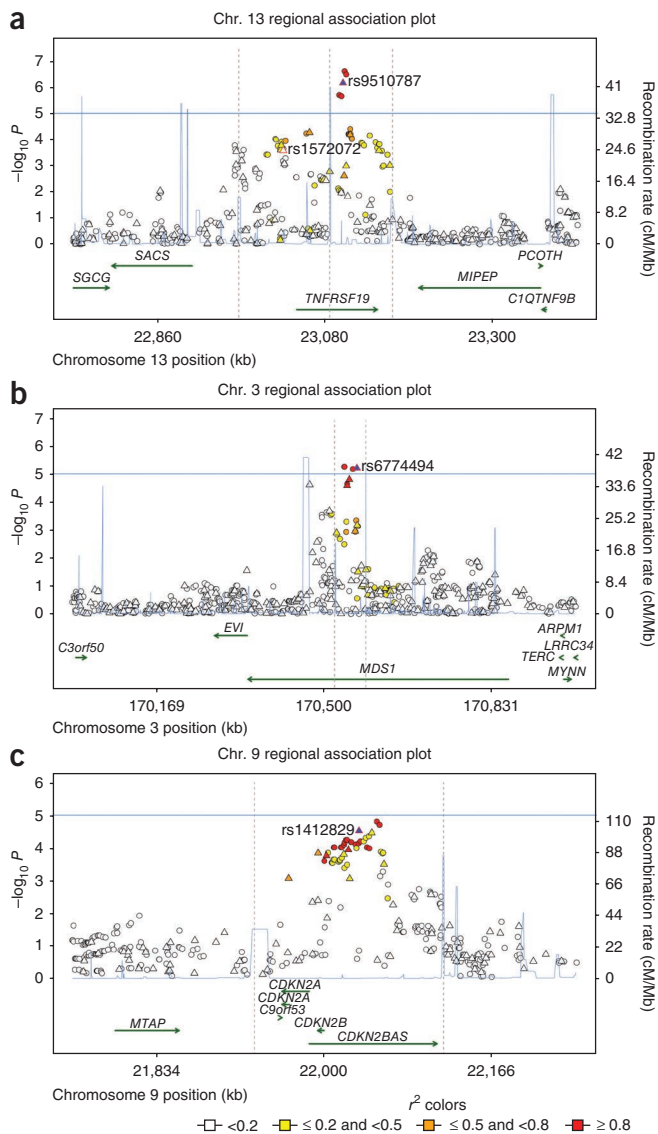 a
Chr. 13 regional association plot
7
6
5
4
3
2
1
0
–log10 P
41
32.8
24.6
16.4
8.2
0
Recombination rate (cM/Mb)
rs9510787
rs1572072
SGCG
SACS
TNFRSF19
MIPEP
PCOTH
C1QTNF9B
22,860
23,080
23,300
Chromosome 13 position (kb)
b
Chr. 3 regional association plot
7
6
5
4
3
2
1
0
–log10 P
42
33.6
25.2
16.8
8.4
0
Recombination rate (cM/Mb)
rs6774494
C3orf50
EVI
MDS1
ARPM1
LRRC34
TERC
MYNN
170,169
170,500
170,831
Chromosome 3 position (kb)
c
Chr. 9 regional association plot
6
5
4
3
2
1
0
–log10 P
110
88
66
44
22
0
Recombination rate (cM/Mb)
rs1412829
MTAP
CDKN2A
CDKN2A
C9orf53
CDKN2B
CDKN2BAS
21,834
22,000
22,166
Chromosome 9 position (kb)
r2 colors
<0.2
≤ 0.2 and <0.5
≤ 0.5 and <0.8
≥ 0.8